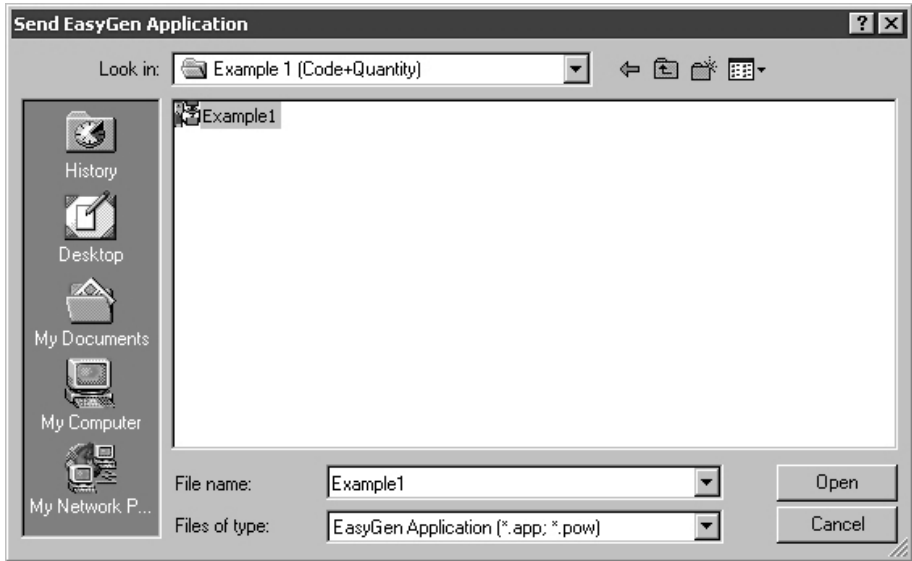 Send EasyGen Application
Look in: Example 1 (Code+Quantity)
Example1
History
Desktop
My Documents
My Computer
My Network P...
File name: Example1 Open
Files of type: EasyGen Application (*.app; *.pow) Cancel